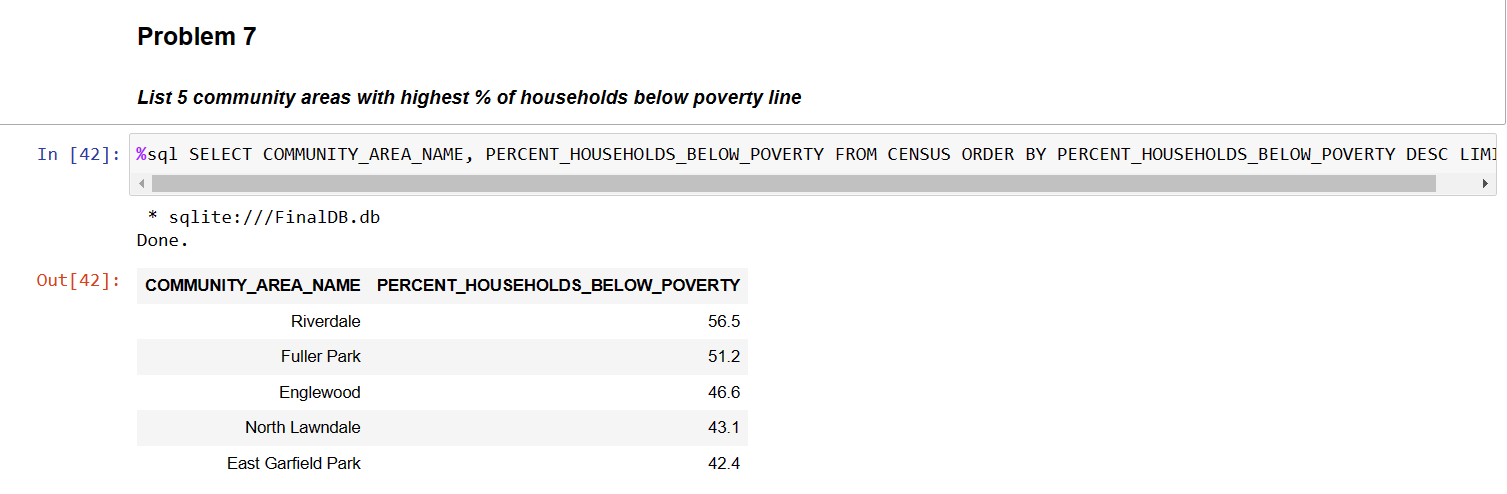 Problem 7
List 5 community areas with highest % of households below poverty line
In [42]: %sql SELECT COMMUNITY_AREA_NAME, PERCENT_HOUSEHOLDS_BELOW_POVERTY FROM CENSUS ORDER BY PERCENT_HOUSEHOLDS_BELOW_POVERTY DESC
* sqlite:///FinalDB.db
Done.
Out[42]: COMMUNITY_AREA_NAME PERCENT_HOUSEHOLDS_BELOW_POVERTY
Riverdale 56.5
Fuller Park 51.2
Englewood 46.6
North Lawndale 43.1
East Garfield Park 42.4